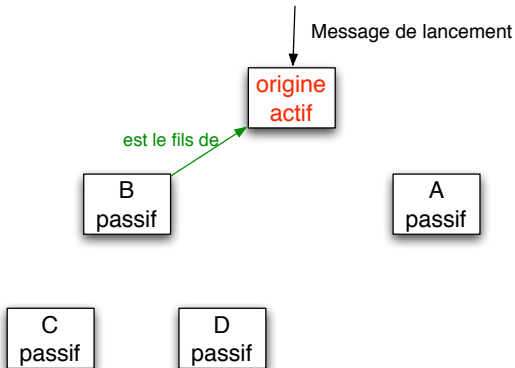 Message de lancement
origine
actif
est le fils de
B
passif
A
passif
C
passif
D
passif